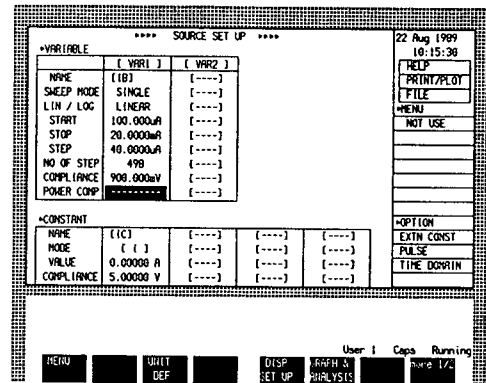 ▸▸▸▸ SOURCE SET UP ▸▸▸▸
22 Aug 1989
10:15:30
*VARIABLE
[ VAR1 ] [ VAR2 ]
NAME [IB] [----]
SWEEP MODE SINGLE [----]
LIN / LOG LINEAR [----]
START 100.000uA [----]
STOP 20.0000mA [----]
STEP 40.0000uA [----]
NO OF STEP 498 [----]
COMPLIANCE 900.000mV [----]
POWER COMP ---------- [----]
*CONSTANT
NAME [IC] [----] [----] [----]
MODE [ I ] [----] [----] [----]
VALUE 0.00000 A [----] [----] [----]
COMPLIANCE 5.00000 V [----] [----] [----]
HELP
PRINT/PLOT
FILE
*MENU
NOT USE
*OPTION
EXTN CONST
PULSE
TIME DOMAIN
User 1 Caps Running
MENU UNIT DEF DISP SET UP GRAPH & ANALYSIS more 1/2